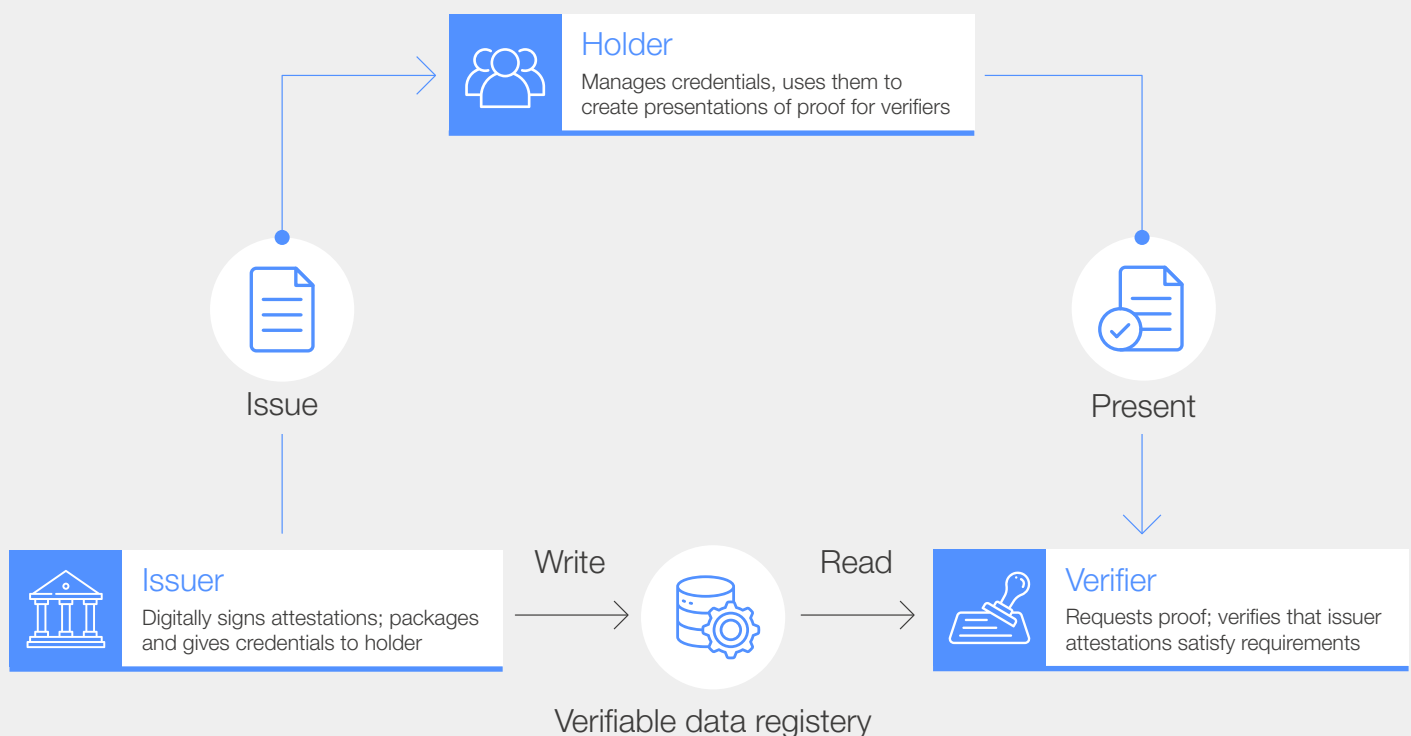 Holder
Manages credentials, uses them to
create presentations of proof for verifiers
Issue
Present
Issuer
Digitally signs attestations; packages
and gives credentials to holder
Write
Read
Verifier
Requests proof; verifies that issuer
attestations satisfy requirements
Verifiable data registery